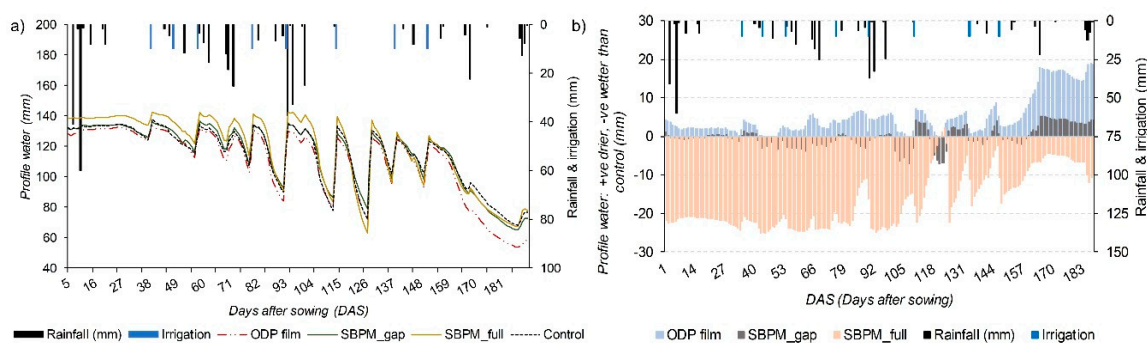 a)
Profile water (mm)
200
180
160
140
120
100
80
60
40
0
20
40
60
80
100
Rainfall & irrigation (mm)
5 16 27 38 49 61 71 82 93 104 114 126 137 148 159 170 181
Days after sowing (DAS)
Rainfall (mm) Irrigation ODP film SBPM_gap SBPM_full Control
b)
Profile water: +ve drier, -ve wetter than
control (mm)
30
20
10
0
-10
-20
-30
0
25
50
75
100
125
150
Rainfall & irrigation (mm)
1 14 27 40 53 66 79 92 105 118 131 144 157 170 183
DAS (Days after sowing)
ODP film SBPM_gap SBPM_full Rainfall (mm) Irrigation